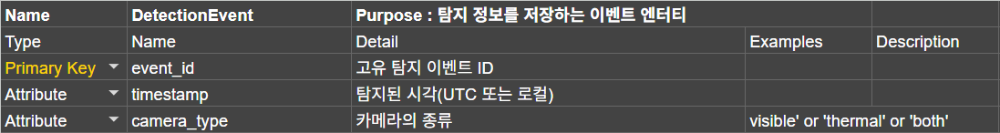 Name DetectionEvent Purpose : 탐지 정보를 저장하는 이벤트 엔터티
Type Name Detail Examples Description
Primary Key event_id 고유 탐지 이벤트 ID
Attribute timestamp 탐지된 시각(UTC 또는 로컬)
Attribute camera_type 카메라의 종류 visible' or 'thermal' or 'both'